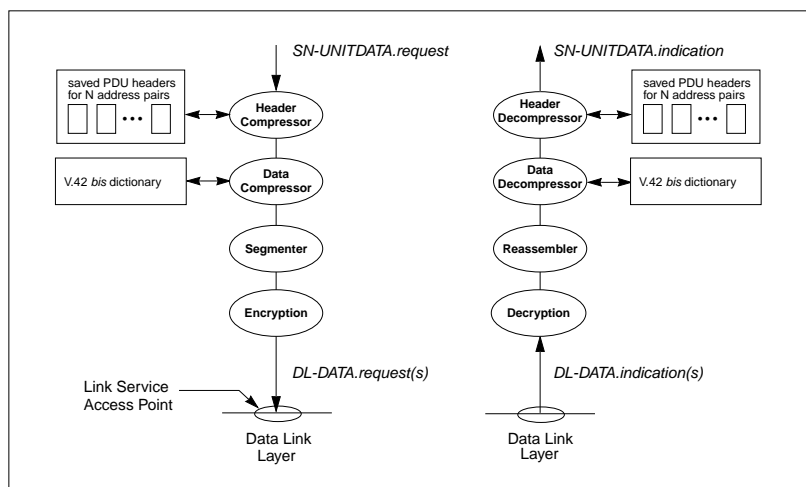 SN-UNITDATA.request
saved PDU headers
for N address pairs
•••
Header
Compressor
V.42 bis dictionary
Data
Compressor
Segmenter
Encryption
DL-DATA.request(s)
Link Service
Access Point
Data Link
Layer
SN-UNITDATA.indication
Header
Decompressor
saved PDU headers
for N address pairs
•••
Data
Decompressor
V.42 bis dictionary
Reassembler
Decryption
DL-DATA.indication(s)
Data Link
Layer